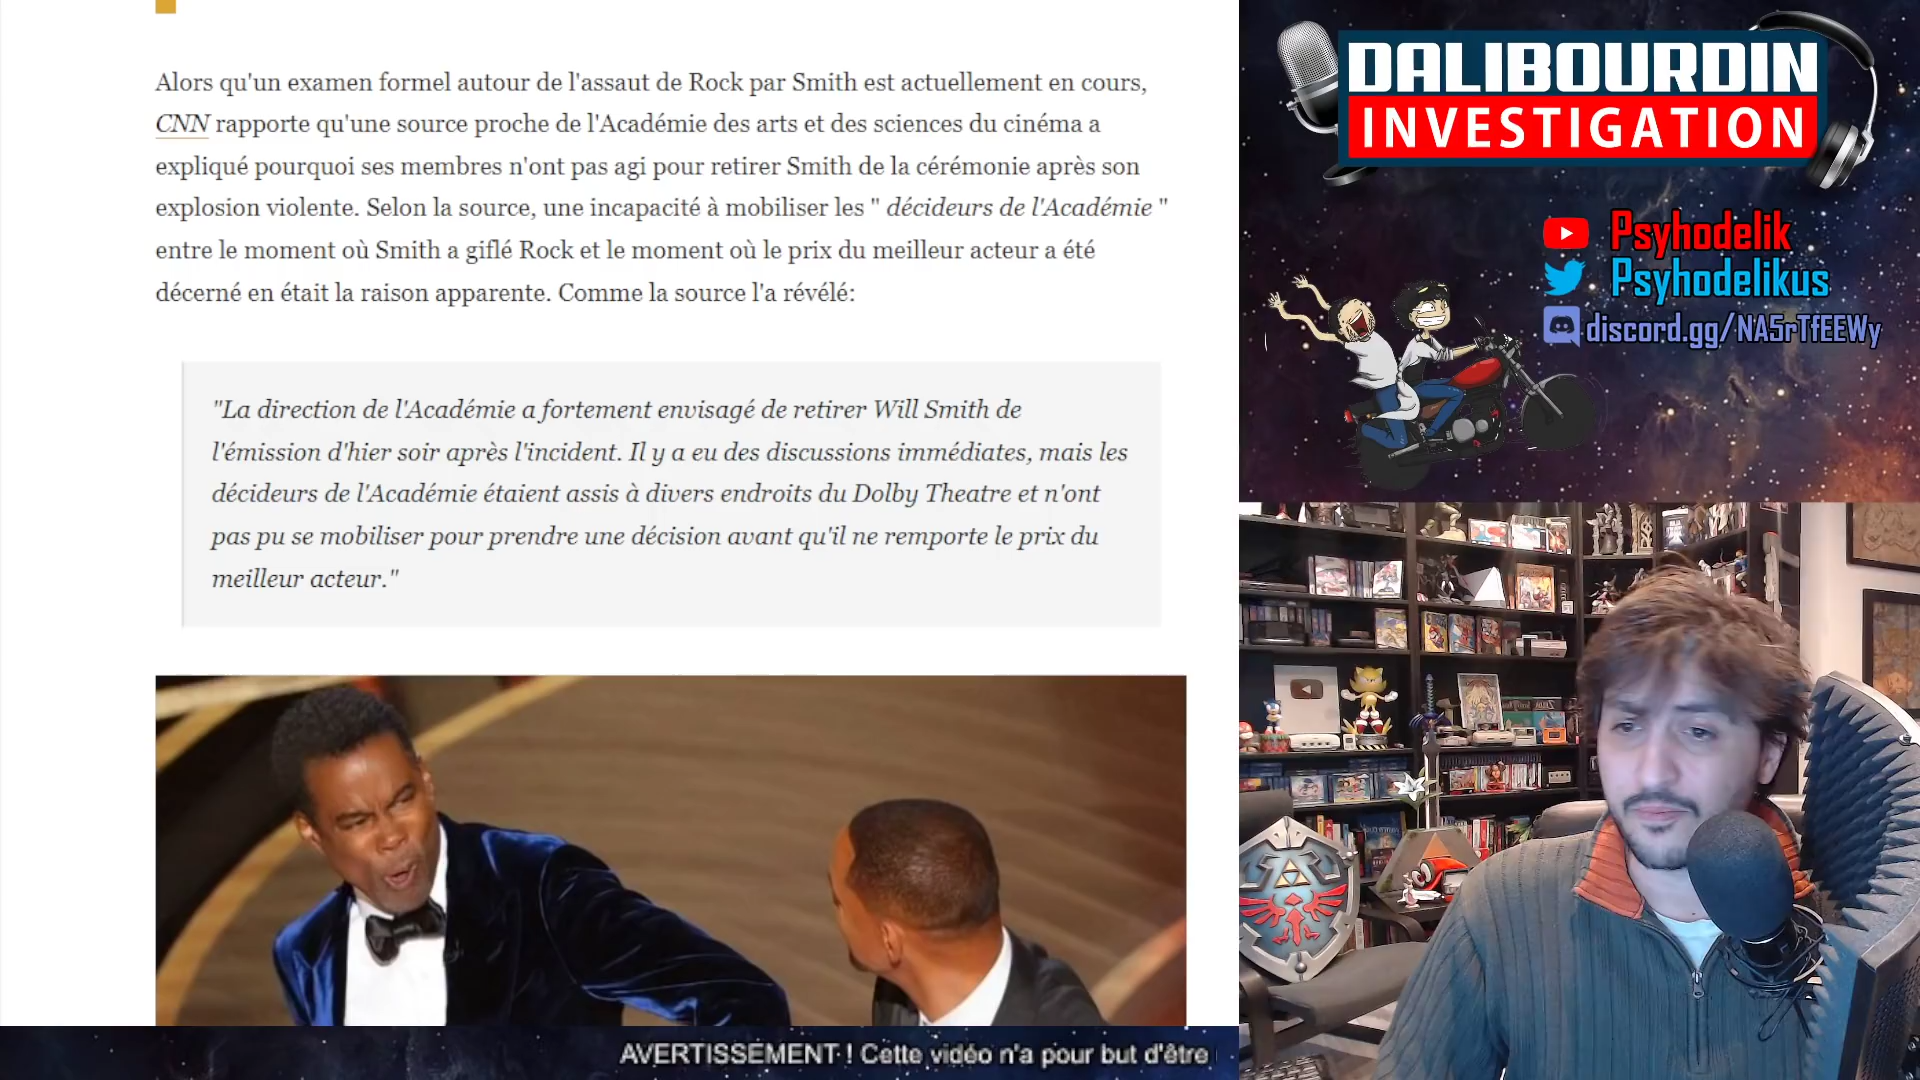 Alors qu'un examen formel autour de l'assaut de Rock par Smith est actuellement en cours,
CNN rapporte qu'une source proche de l'Académie des arts et des sciences du cinéma a
expliqué pourquoi ses membres n'ont pas agi pour retirer Smith de la cérémonie après son
explosion violente. Selon la source, une incapacité à mobiliser les " décideurs de l'Académie "
entre le moment où Smith a giflé Rock et le moment où le prix du meilleur acteur a été
décerné en était la raison apparente. Comme la source l'a révélé:
"La direction de l'Académie a fortement envisagé de retirer Will Smith de
l'émission d'hier soir après l'incident. Il y a eu des discussions immédiates, mais les
décideurs de l'Académie étaient assis à divers endroits du Dolby Theatre et n'ont
pas pu se mobiliser pour prendre une décision avant qu'il ne remporte le prix du
meilleur acteur."
AVERTISSEMENT ! Cette vidéo n'a pour but d'être
DALIBOURDIN
INVESTIGATION
Psyhodelik
Psyhodelikus
discord.gg/NA5rTfEEWy